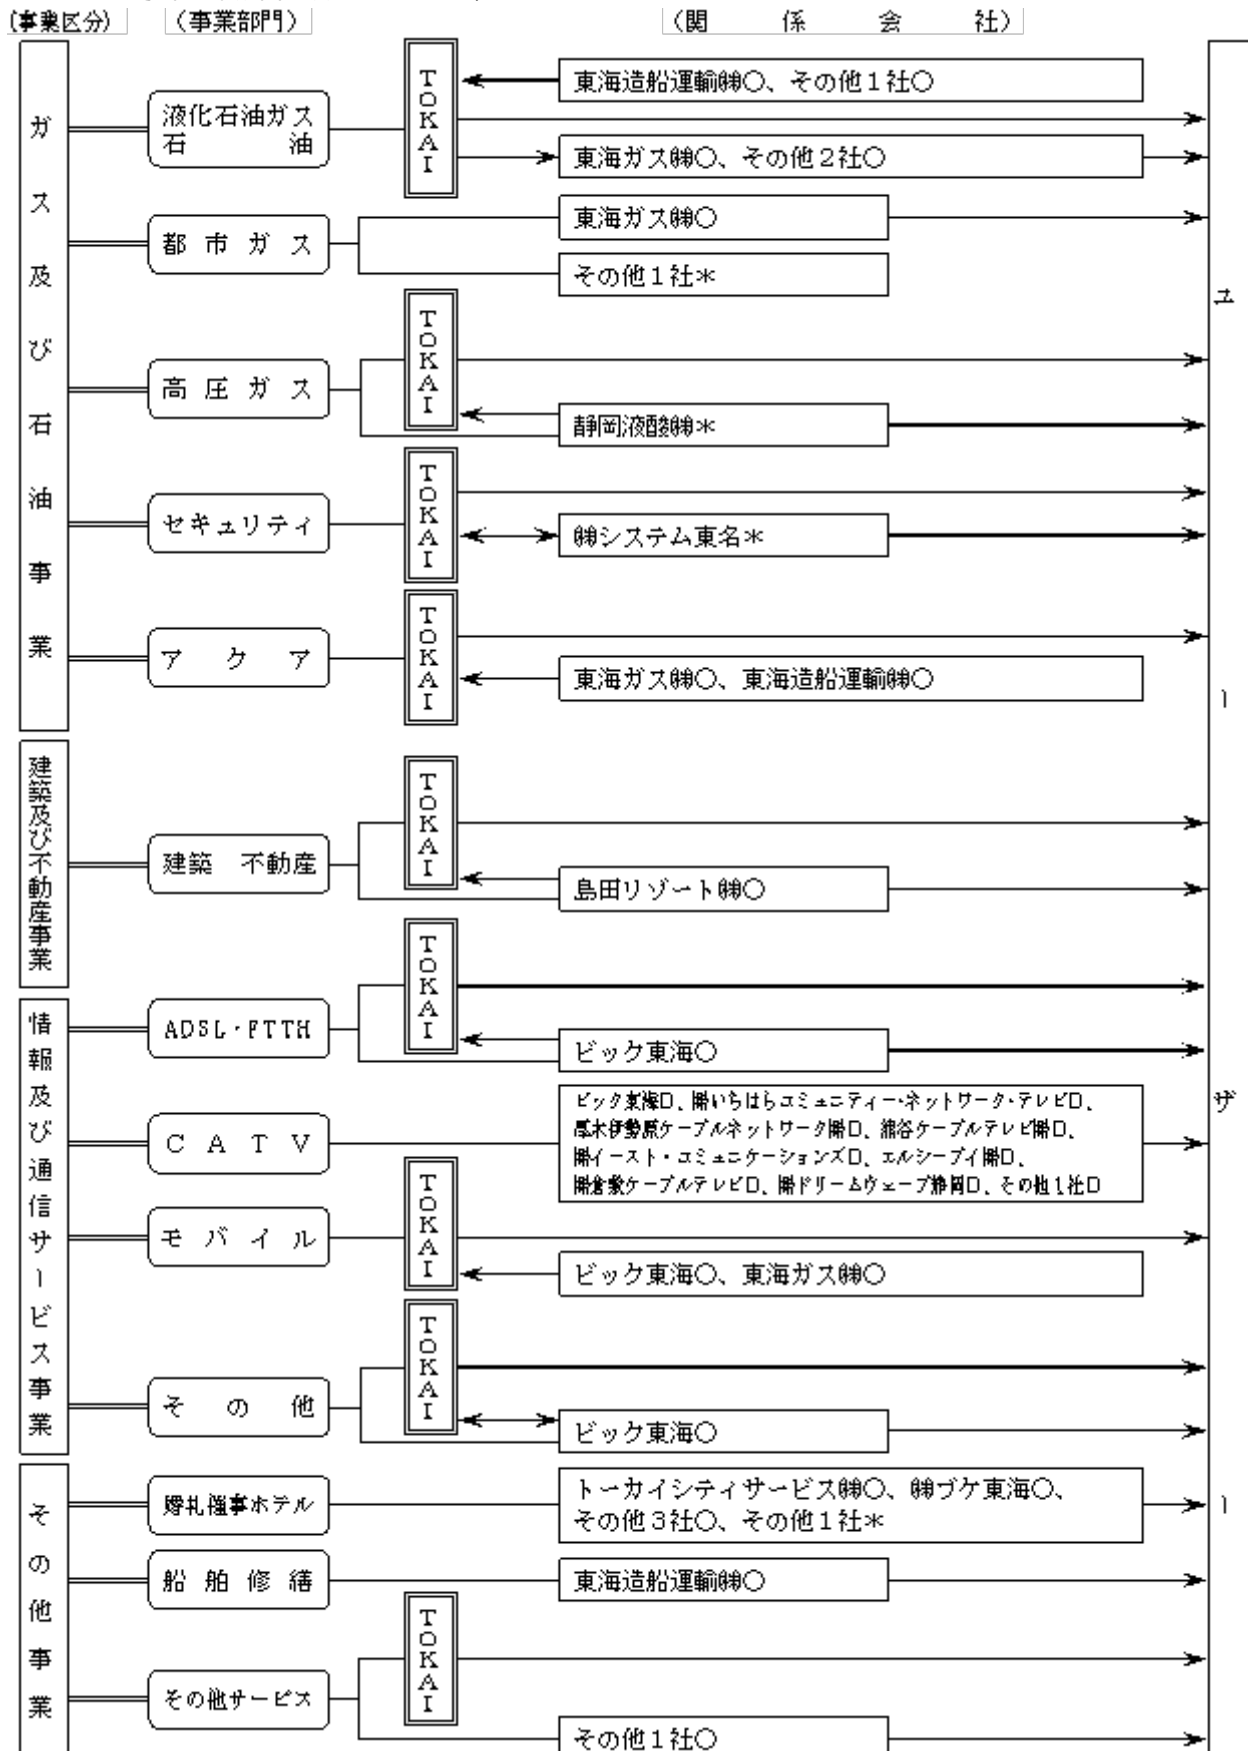 (事業区分) (事業部門) (関係会社)
ガス及び石油事業
液化石油ガス
石油
TOKAI
東海造船運輸㈱○、その他1社○
東海ガス㈱○、その他2社○
都市ガス
東海ガス㈱○
その他1社＊
高圧ガス
TOKAI
静岡液酸㈱＊
セキュリティ
TOKAI
㈱システム東名＊
アクア
TOKAI
東海ガス㈱○、東海造船運輸㈱○
建築及び不動産事業
建築 不動産
TOKAI
島田リゾート㈱○
情報及び通信サービス事業
ADSL・FTTH
TOKAI
ビック東海○
CATV
ビック東海□、㈱いちはらコミュニティー・ネットワーク・テレビ□、
厚木伊勢原ケーブルネットワーク㈱□、熊谷ケーブルテレビ㈱□、
㈱イースト・コミュニケーションズ□、エルシーブイ㈱□、
㈱倉敷ケーブルテレビ□、㈱ドリームウェーブ静岡□、その他1社□
モバイル
TOKAI
ビック東海○、東海ガス㈱○
その他
TOKAI
ビック東海○
その他事業
婚礼催事ホテル
トーカイシティサービス㈱○、㈱ブケ東海○、
その他3社○、その他1社＊
船舶修繕
東海造船運輸㈱○
その他サービス
TOKAI
その他1社○
ユーザー